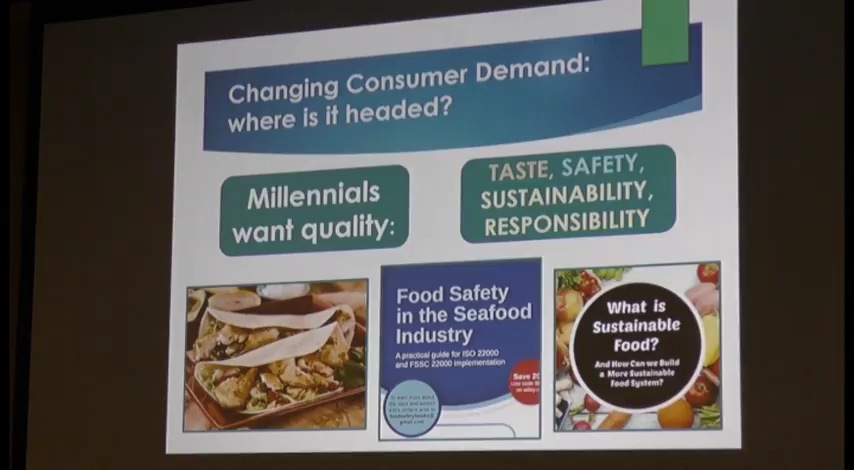 Changing Consumer Demand:
where is it headed?
Millennials
want quality:
TASTE, SAFETY,
SUSTAINABILITY,
RESPONSIBILITY
Food Safety
in the Seafood
Industry
A practical guide for ISO 22000
and FSSC 22000 implementation
Save 20
What is
Sustainable
Food?
And How Can we Build
a More Sustainable
Food System?